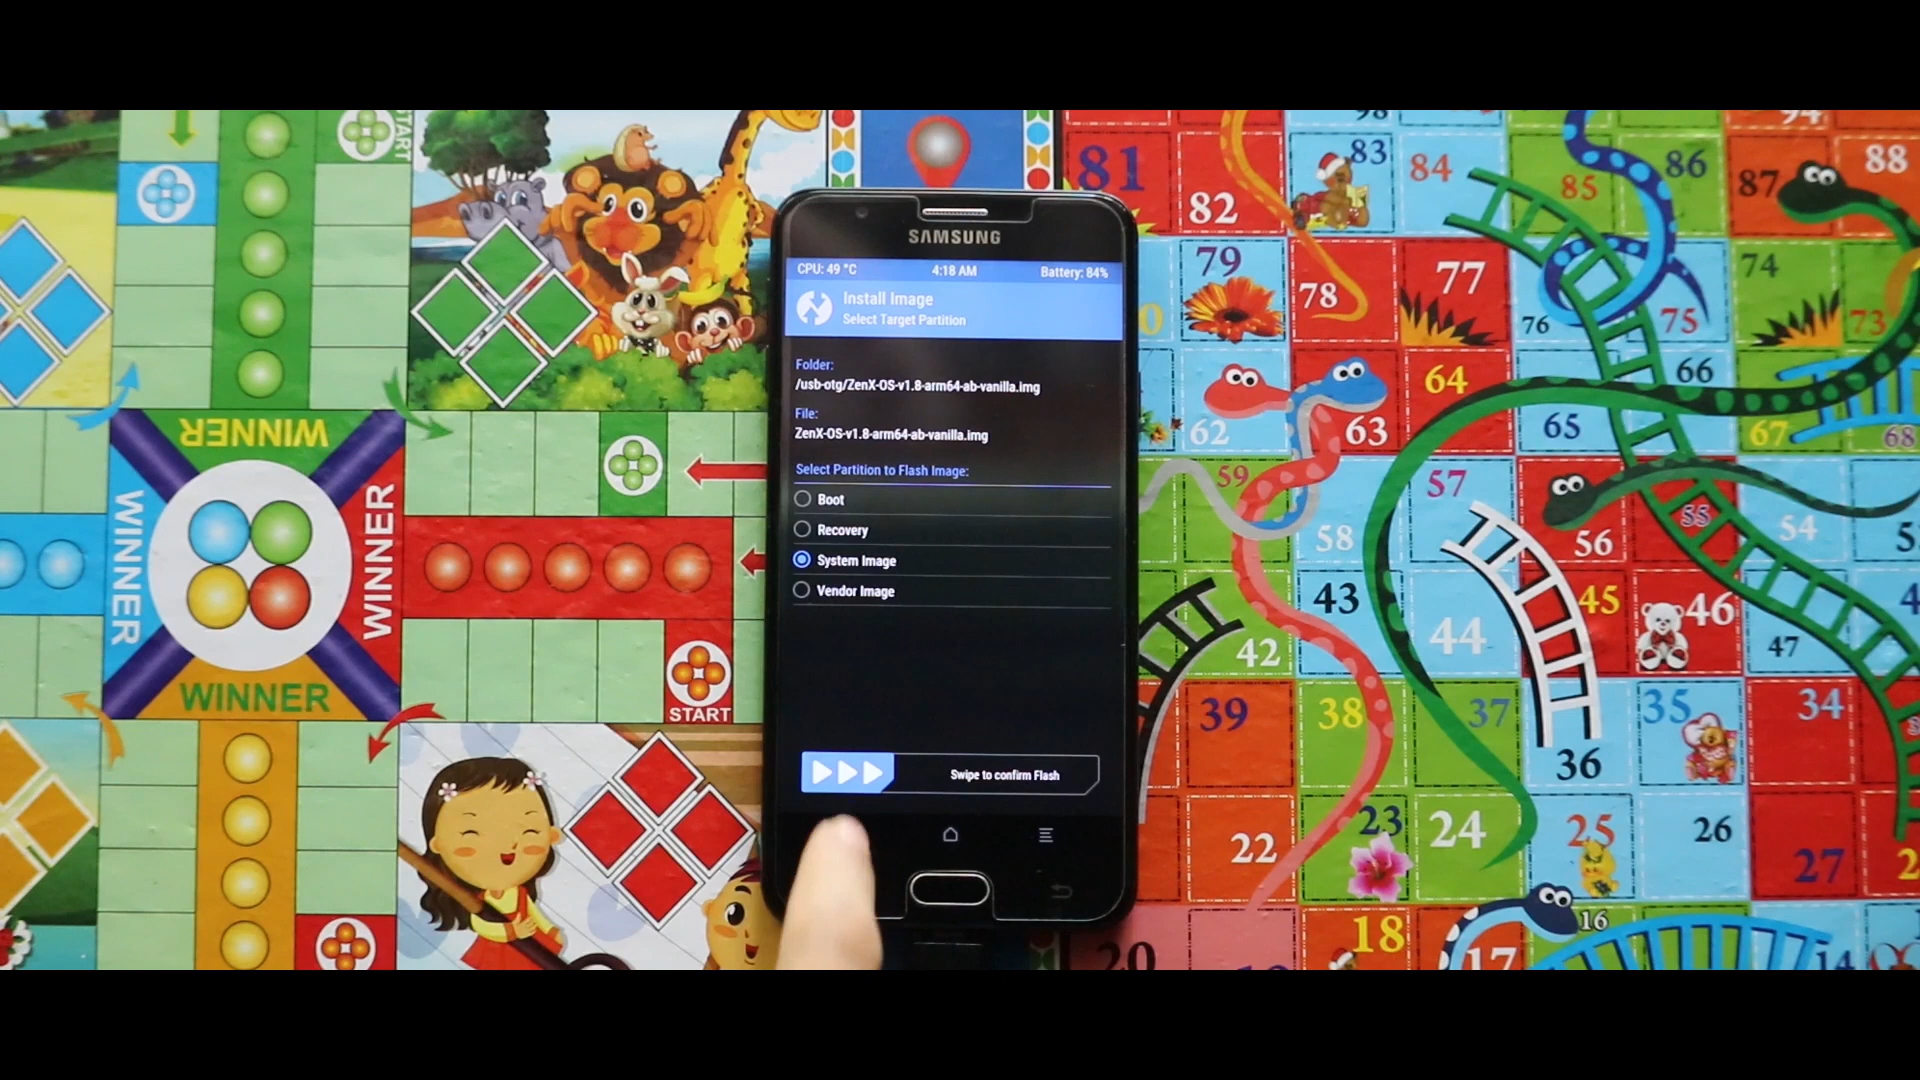 START
WINNER
WINNER
WINNER
WINNER
START
SAMSUNG
CPU: 49 °C
4:18 AM
Battery: 84%
Install Image
Select Target Partition
Folder:
/usb-otg/ZenX-OS-v1.8-arm64-ab-vanilla.img
File:
ZenX-OS-v1.8-arm64-ab-vanilla.img
Select Partition to Flash Image:
Boot
Recovery
System Image
Vendor Image
Swipe to confirm Flash
81 82 83 84 85 86 87 88
79 78 77 76 75 74 73
62 63 64 65 66 67 68
59 58 57 56 55 54
42 43 44 45 46 47
39 38 37 36 35 34
22 23 24 25 26 27
20 18 17 16 14